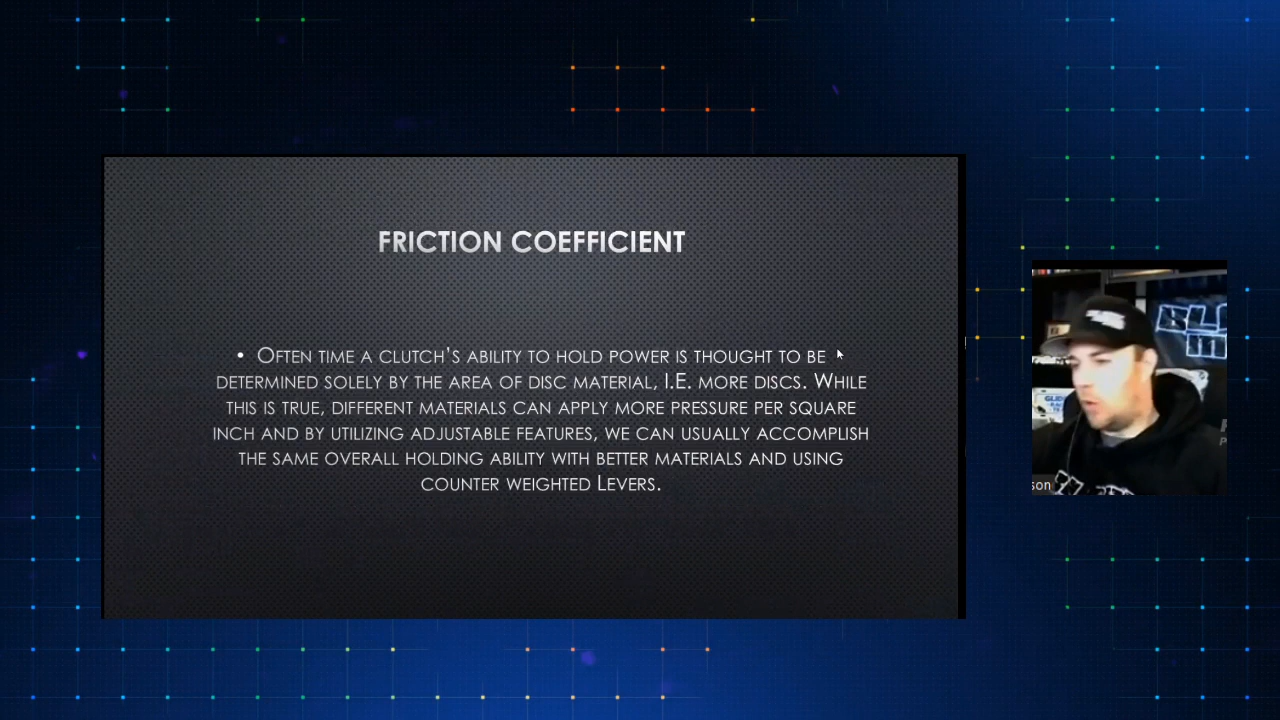 FRICTION COEFFICIENT
• OFTEN TIME A CLUTCH'S ABILITY TO HOLD POWER IS THOUGHT TO BE
DETERMINED SOLELY BY THE AREA OF DISC MATERIAL, I.E. MORE DISCS. WHILE
THIS IS TRUE, DIFFERENT MATERIALS CAN APPLY MORE PRESSURE PER SQUARE
INCH AND BY UTILIZING ADJUSTABLE FEATURES, WE CAN USUALLY ACCOMPLISH
THE SAME OVERALL HOLDING ABILITY WITH BETTER MATERIALS AND USING
COUNTER WEIGHTED LEVERS.
son